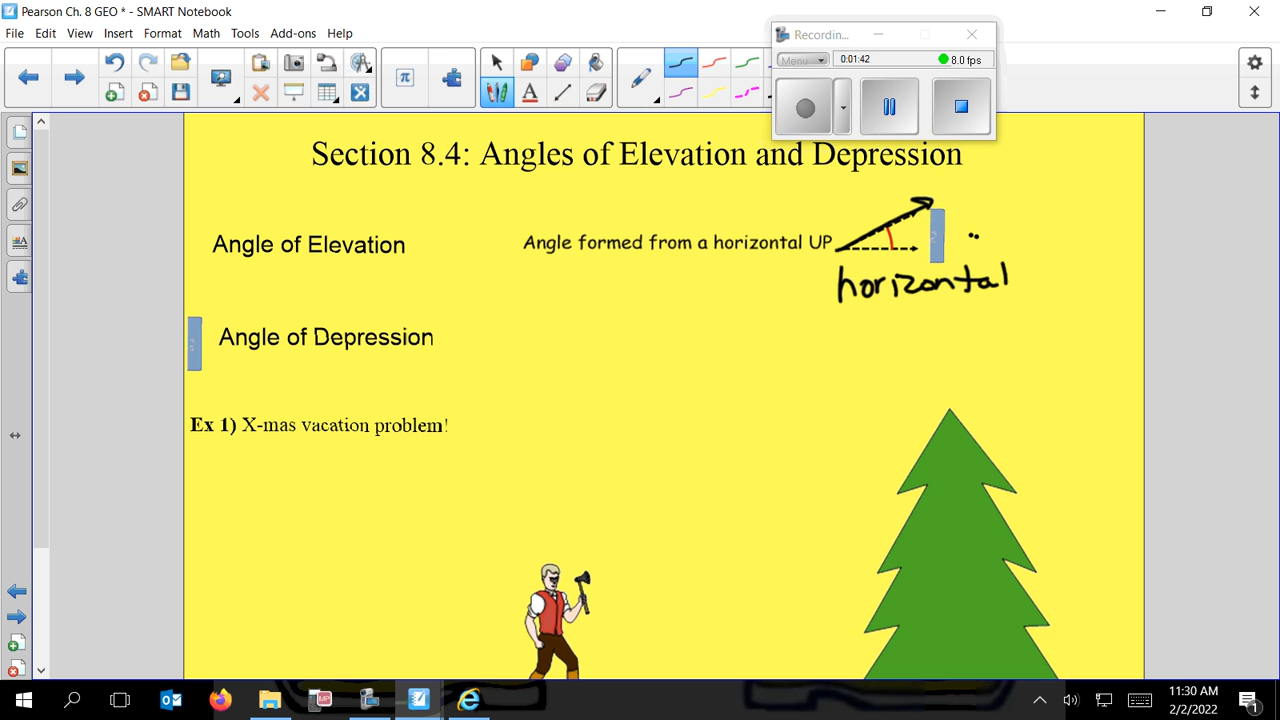 Pearson Ch. 8 GEO * - SMART Notebook
File Edit View Insert Format Math Tools Add-ons Help
Recordin...
Menu 0:01:42 8.0 fps
Section 8.4: Angles of Elevation and Depression
Angle of Elevation Angle formed from a horizontal UP
horizontal
Angle of Depression
Ex 1) X-mas vacation problem!
11:30 AM
2/2/2022
1